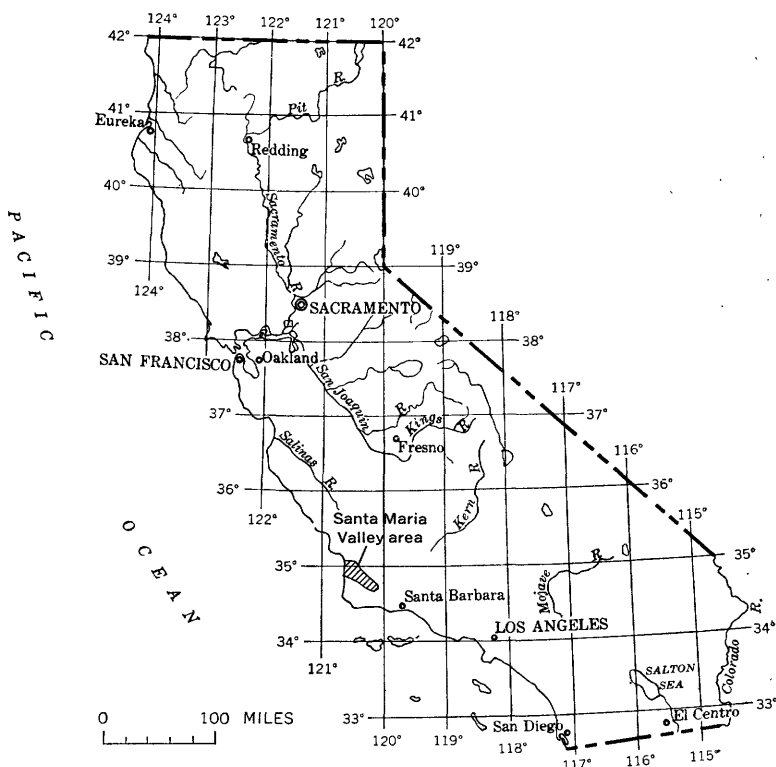 124° 123° 122° 121° 120°
42° 42°
R.
Pit
41° 41°
Eureka
Redding
40° 40°
Sacramento
R.
PACIFIC
39° 119° 39°
124°
SACRAMENTO
118°
38° 38°
SAN FRANCISCO Oakland
San Joaquin
117°
R.
37° Kings R. 37°
Fresno
Salinas R.
116°
36° 36°
122°
Kern R.
115°
OCEAN
Santa Maria
Valley area
35° 35°
Mojave R.
Santa Barbara
R.
LOS ANGELES
34° 34°
121°
Colorado
SALTON
SEA
0 100 MILES
33° 33°
San Diego El Centro
120° 119° 118° 117° 116° 115°